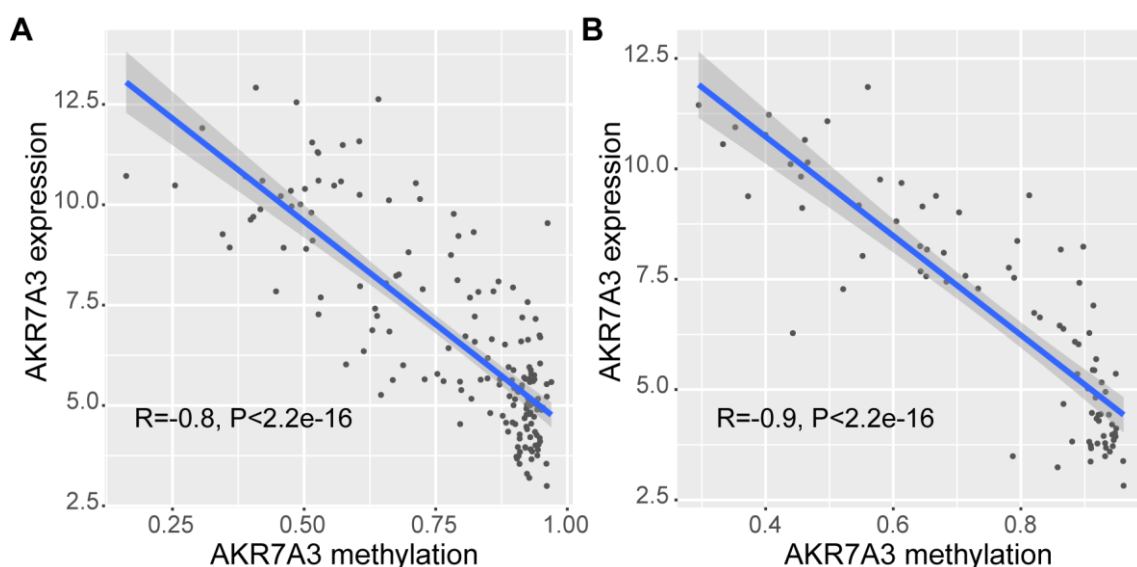 A
AKR7A3 expression
12.5
10.0
7.5
5.0
2.5
R=-0.8, P<2.2e-16
0.25
0.50
0.75
1.00
AKR7A3 methylation
B
AKR7A3 expression
12.5
10.0
7.5
5.0
2.5
R=-0.9, P<2.2e-16
0.4
0.6
0.8
AKR7A3 methylation